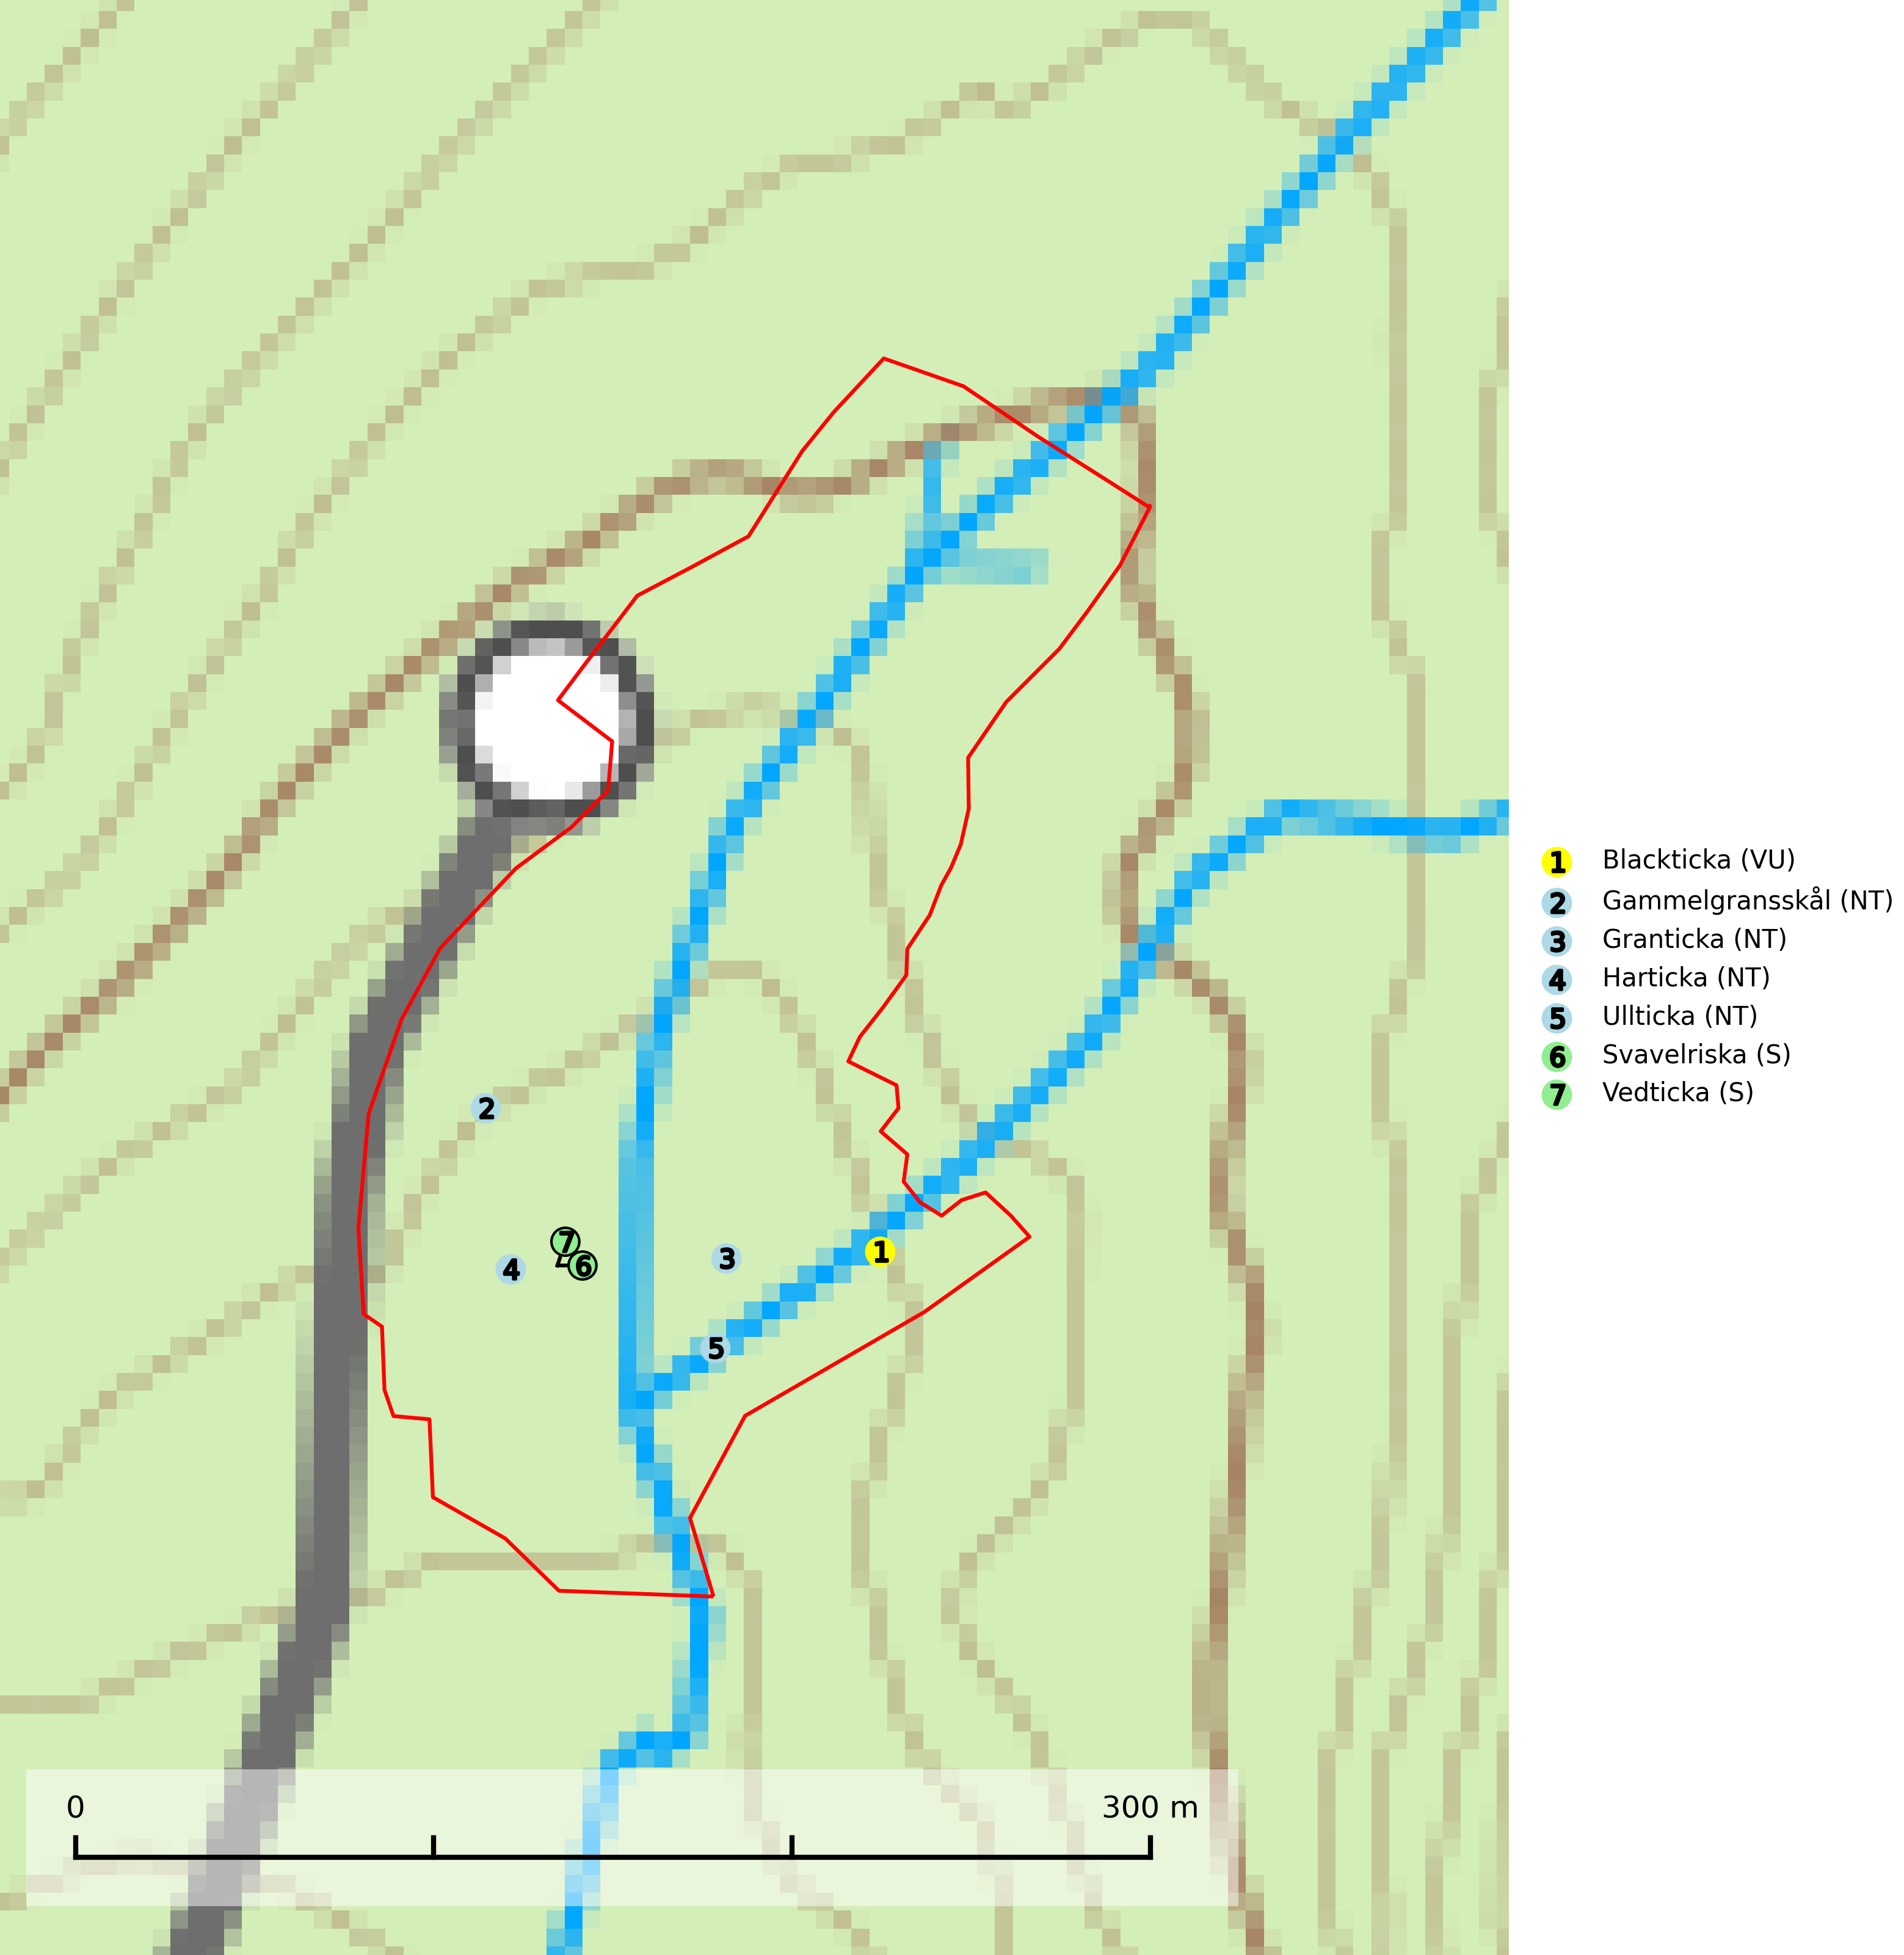 2
7
4
6
3
1
5
0 300 m
1 Blackticka (VU)
2 Gammelgransskål (NT)
3 Granticka (NT)
4 Harticka (NT)
5 Ullticka (NT)
6 Svavelriska (S)
7 Vedticka (S)